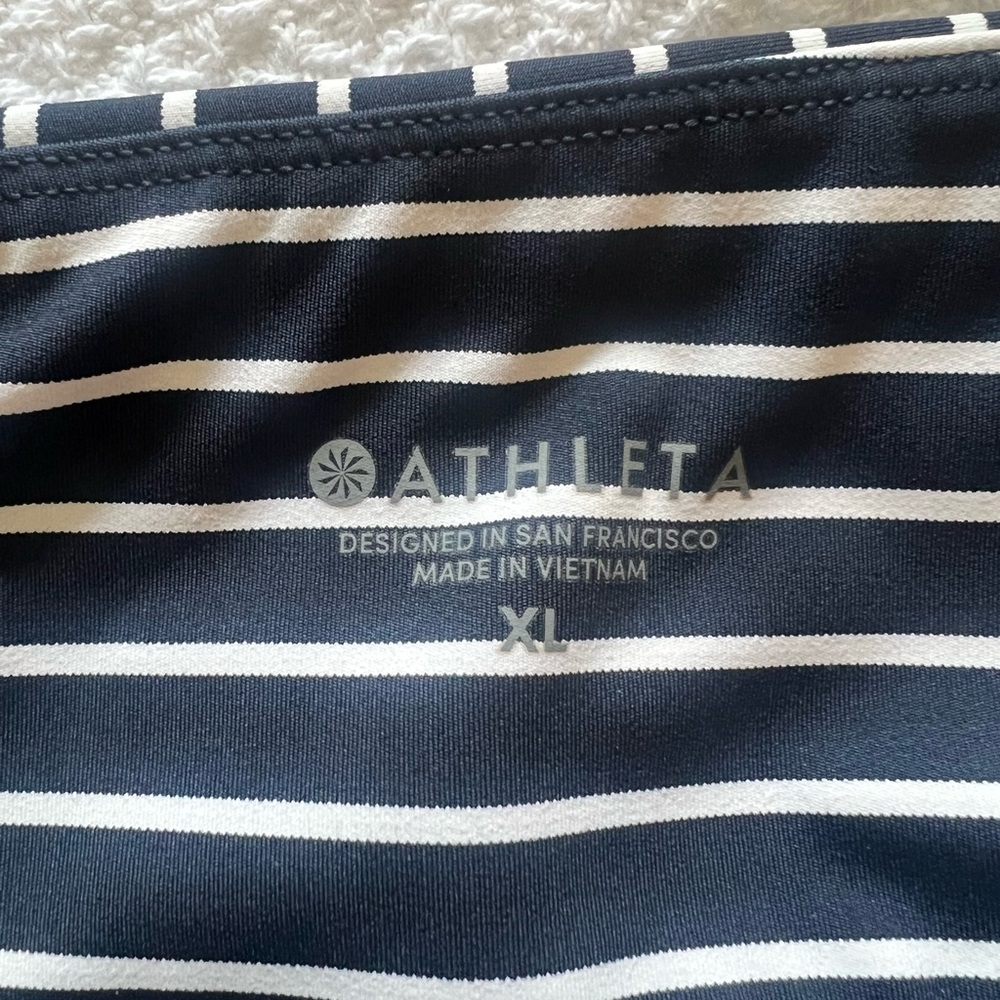 ATHLETA
DESIGNED IN SAN FRANCISCO
MADE IN VIETNAM
XL